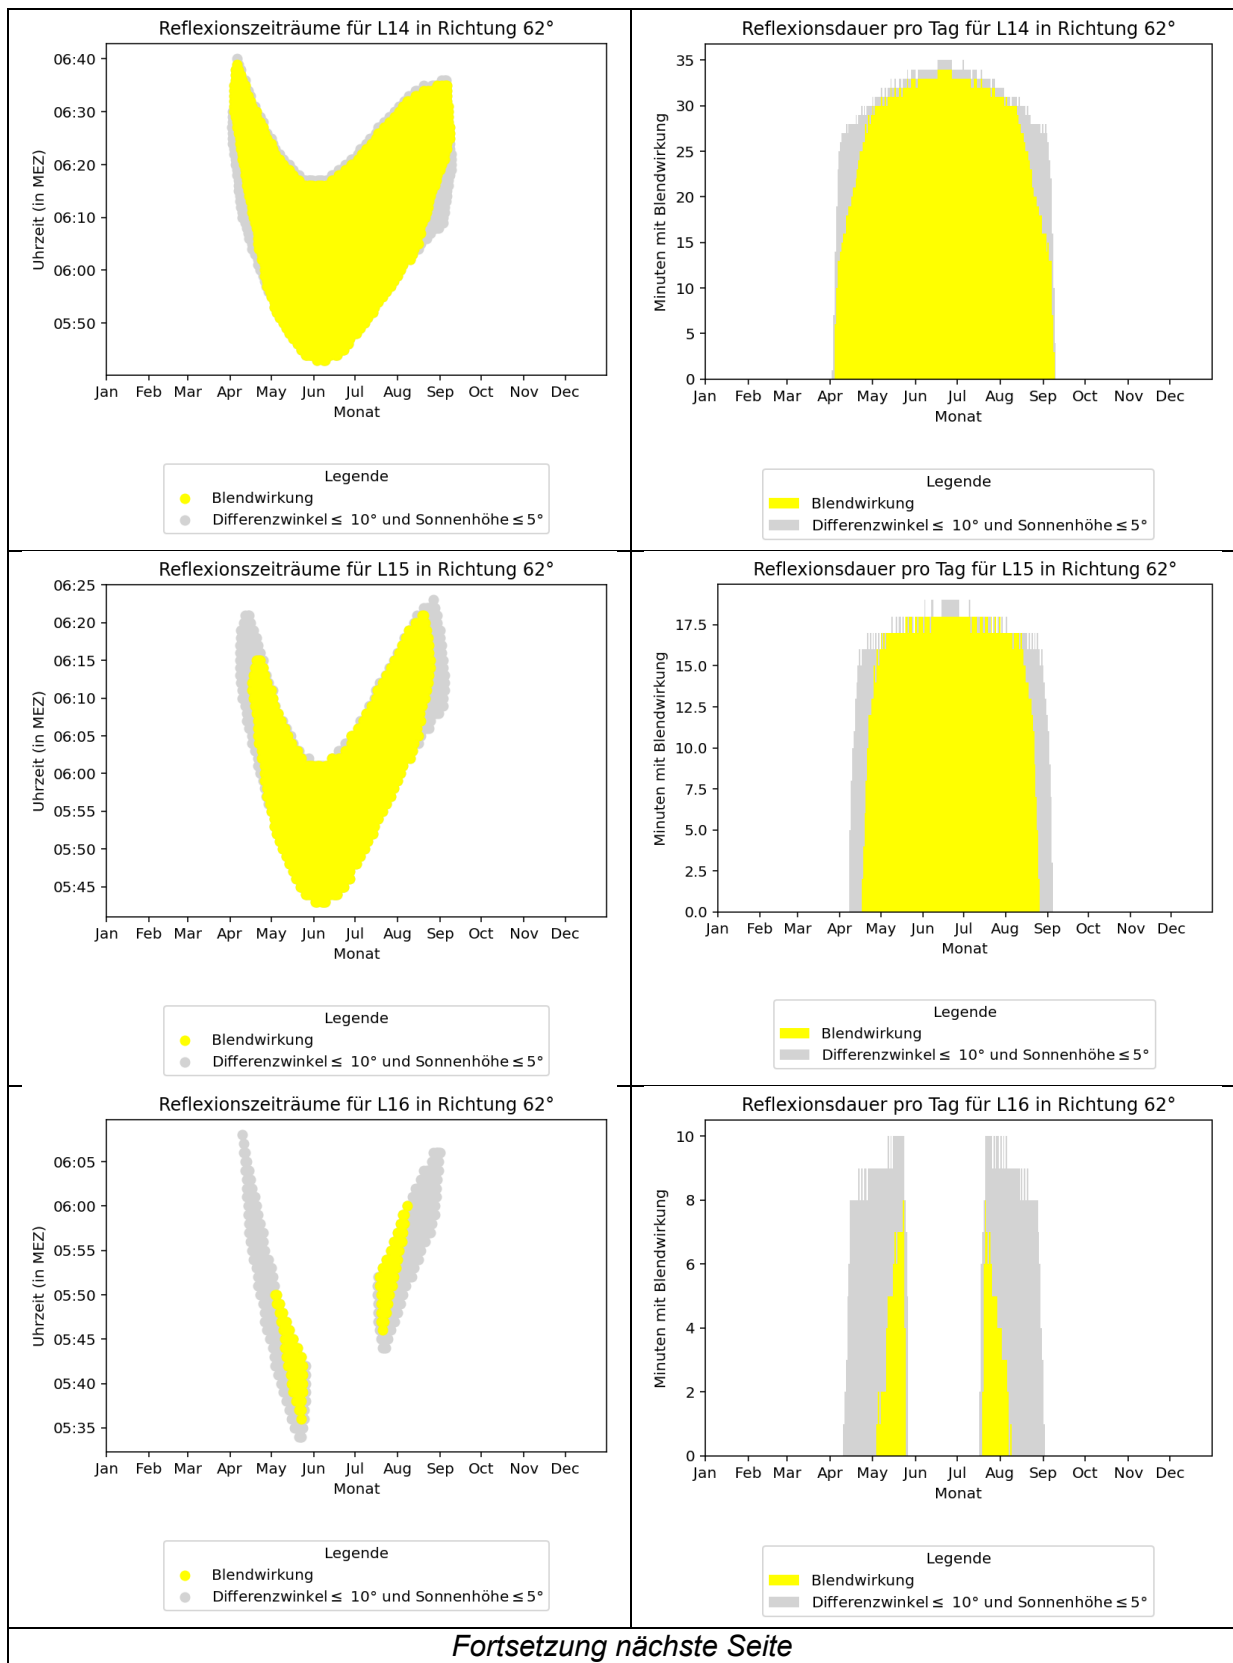 Reflexionszeiträume für L14 in Richtung 62°
Uhrzeit (in MEZ)
06:40
06:30
06:20
06:10
06:00
05:50
Jan Feb Mar Apr May Jun Jul Aug Sep Oct Nov Dec
Monat
Legende
Blendwirkung
Differenzwinkel ≤ 10° und Sonnenhöhe ≤ 5°
Reflexionsdauer pro Tag für L14 in Richtung 62°
Minuten mit Blendwirkung
35
30
25
20
15
10
5
0
Jan Feb Mar Apr May Jun Jul Aug Sep Oct Nov Dec
Monat
Legende
Blendwirkung
Differenzwinkel ≤ 10° und Sonnenhöhe ≤ 5°
Reflexionszeiträume für L15 in Richtung 62°
Uhrzeit (in MEZ)
06:25
06:20
06:15
06:10
06:05
06:00
05:55
05:50
05:45
Jan Feb Mar Apr May Jun Jul Aug Sep Oct Nov Dec
Monat
Legende
Blendwirkung
Differenzwinkel ≤ 10° und Sonnenhöhe ≤ 5°
Reflexionsdauer pro Tag für L15 in Richtung 62°
Minuten mit Blendwirkung
17.5
15.0
12.5
10.0
7.5
5.0
2.5
0.0
Jan Feb Mar Apr May Jun Jul Aug Sep Oct Nov Dec
Monat
Legende
Blendwirkung
Differenzwinkel ≤ 10° und Sonnenhöhe ≤ 5°
Reflexionszeiträume für L16 in Richtung 62°
Uhrzeit (in MEZ)
06:05
06:00
05:55
05:50
05:45
05:40
05:35
Jan Feb Mar Apr May Jun Jul Aug Sep Oct Nov Dec
Monat
Legende
Blendwirkung
Differenzwinkel ≤ 10° und Sonnenhöhe ≤ 5°
Reflexionsdauer pro Tag für L16 in Richtung 62°
Minuten mit Blendwirkung
10
8
6
4
2
0
Jan Feb Mar Apr May Jun Jul Aug Sep Oct Nov Dec
Monat
Legende
Blendwirkung
Differenzwinkel ≤ 10° und Sonnenhöhe ≤ 5°
Fortsetzung nächste Seite